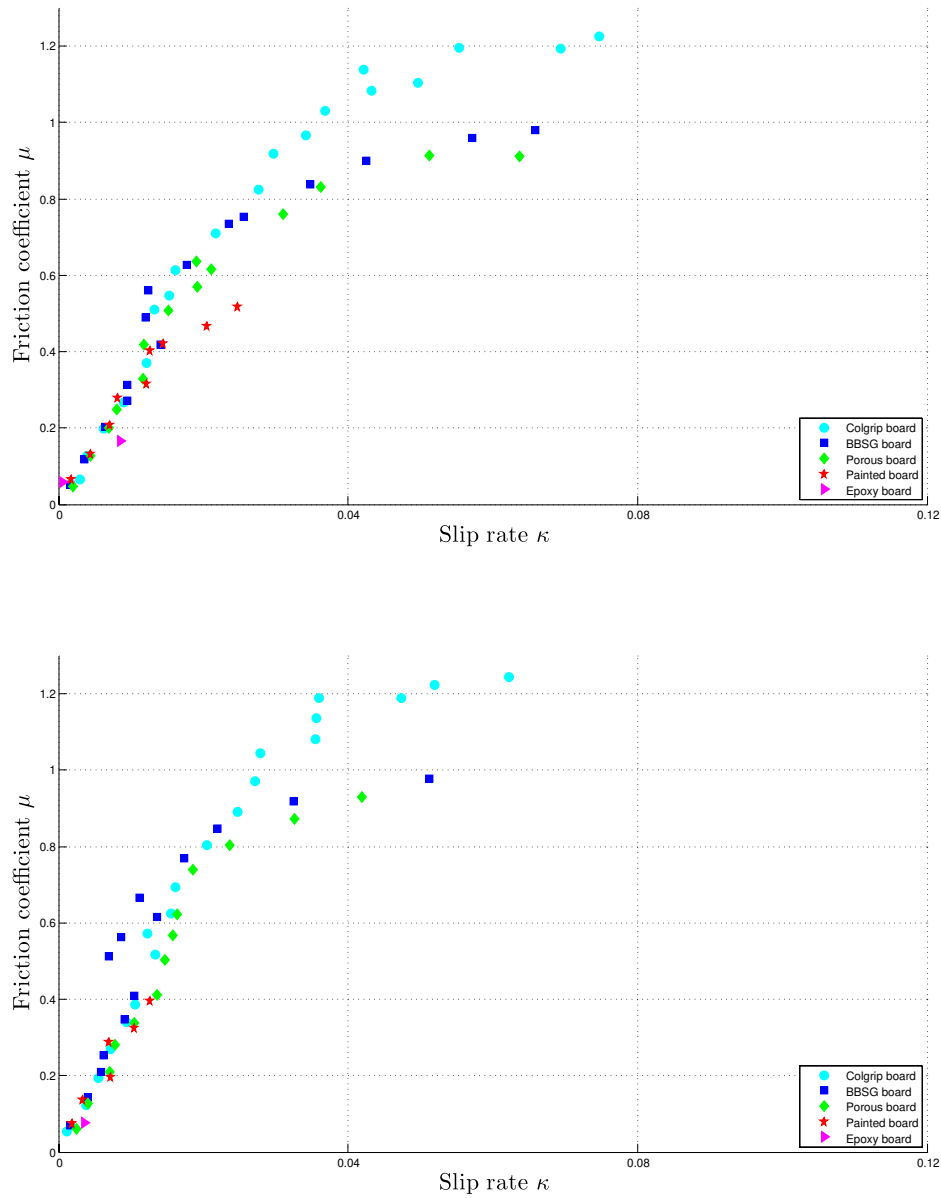 1.2
1
0.8
0.6
0.4
0.2
0
Friction coefficient μ
0 0.04 0.08 0.12
Slip rate κ
Colgrip board
BBSG board
Porous board
Painted board
Epoxy board
1.2
1
0.8
0.6
0.4
0.2
0
Friction coefficient μ
0 0.04 0.08 0.12
Slip rate κ
Colgrip board
BBSG board
Porous board
Painted board
Epoxy board